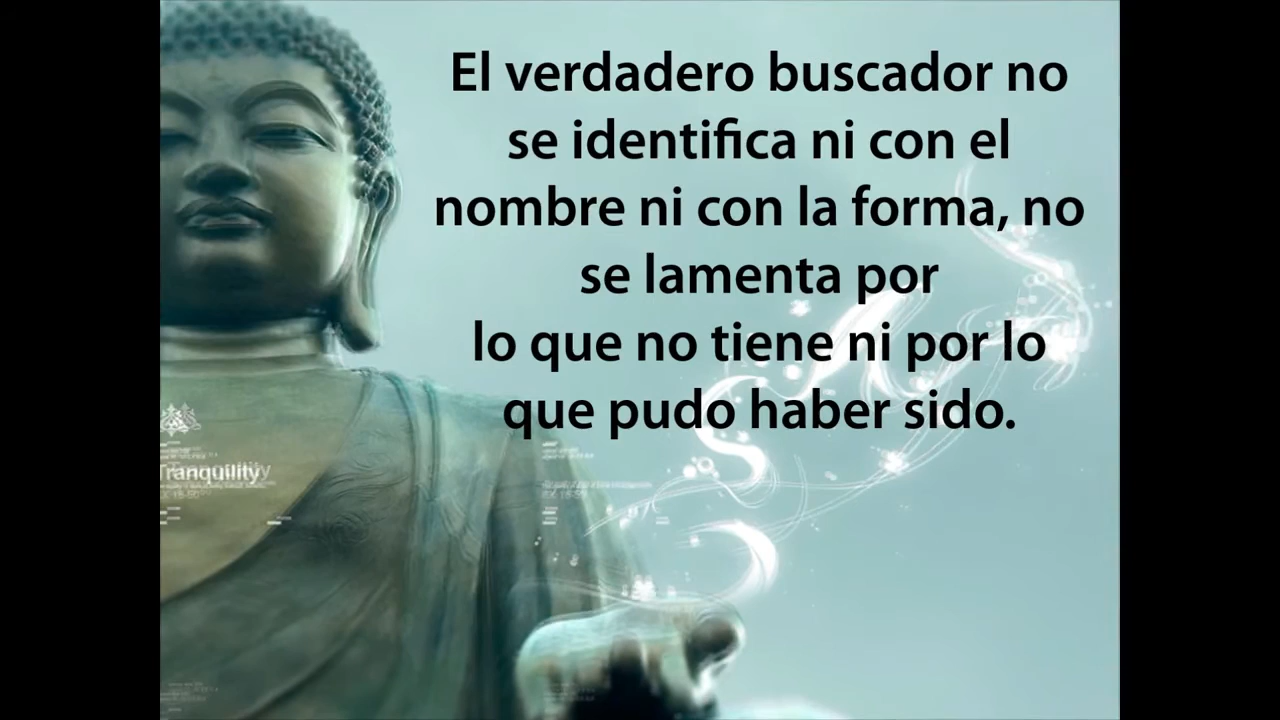 El verdadero buscador no
se identifica ni con el
nombre ni con la forma, no
se lamenta por
lo que no tiene ni por lo
que pudo haber sido.
Tranquility